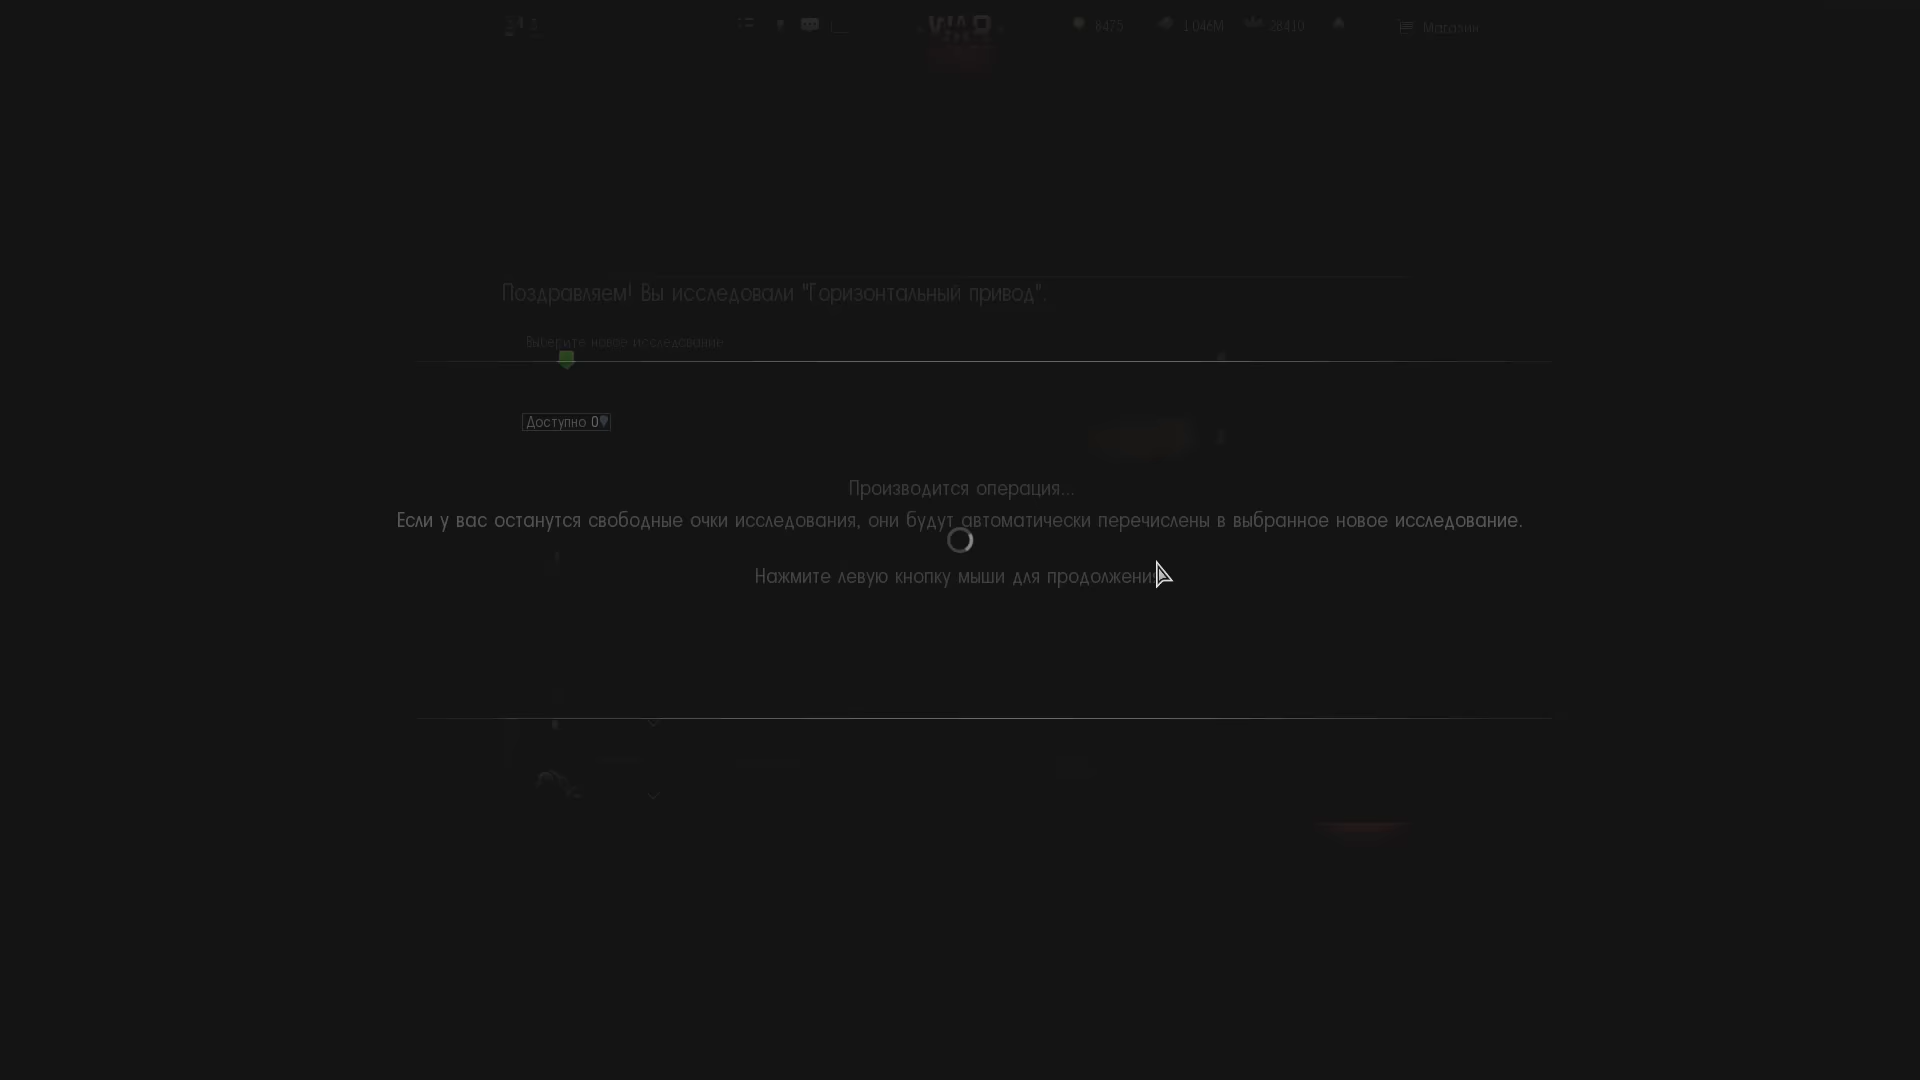 WAR
8475
1 046M
28410
Магазин
Поздравляем! Вы исследовали "Горизонтальный привод".
Выберите новое исследование
Доступно 0
Производится операция...
Если у вас останутся свободные очки исследования, они будут автоматически перечислены в выбранное новое исследование.
Нажмите левую кнопку мыши для продолжения